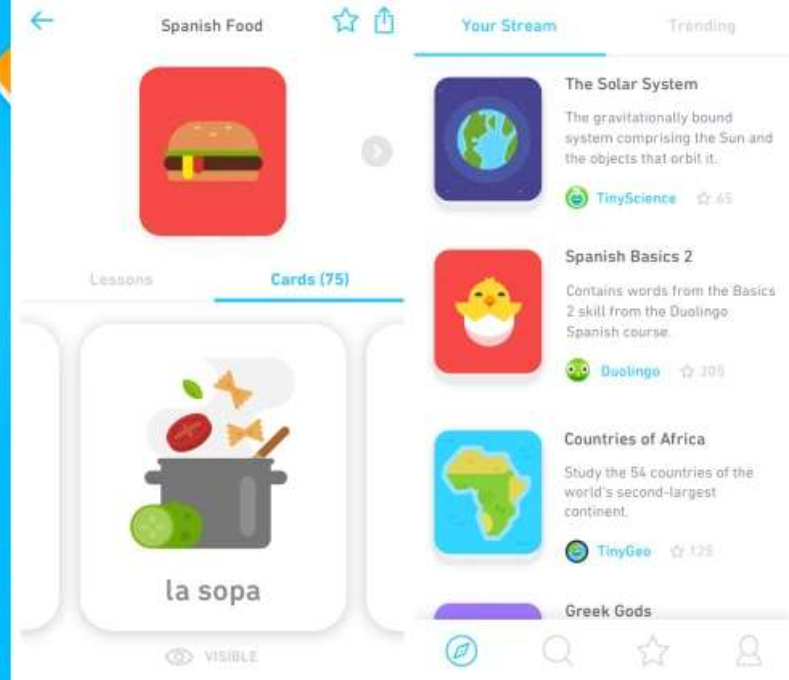 Spanish Food
Lessons
Cards (75)
la sopa
VISIBLE
Your Stream
Trending
The Solar System
The gravitationally bound
system comprising the Sun and
the objects that orbit it.
TinyScience 65
Spanish Basics 2
Contains words from the Basics
2 skill from the Duolingo
Spanish course.
Duolingo 205
Countries of Africa
Study the 54 countries of the
world's second-largest
continent.
TinyGeo 125
Greek Gods